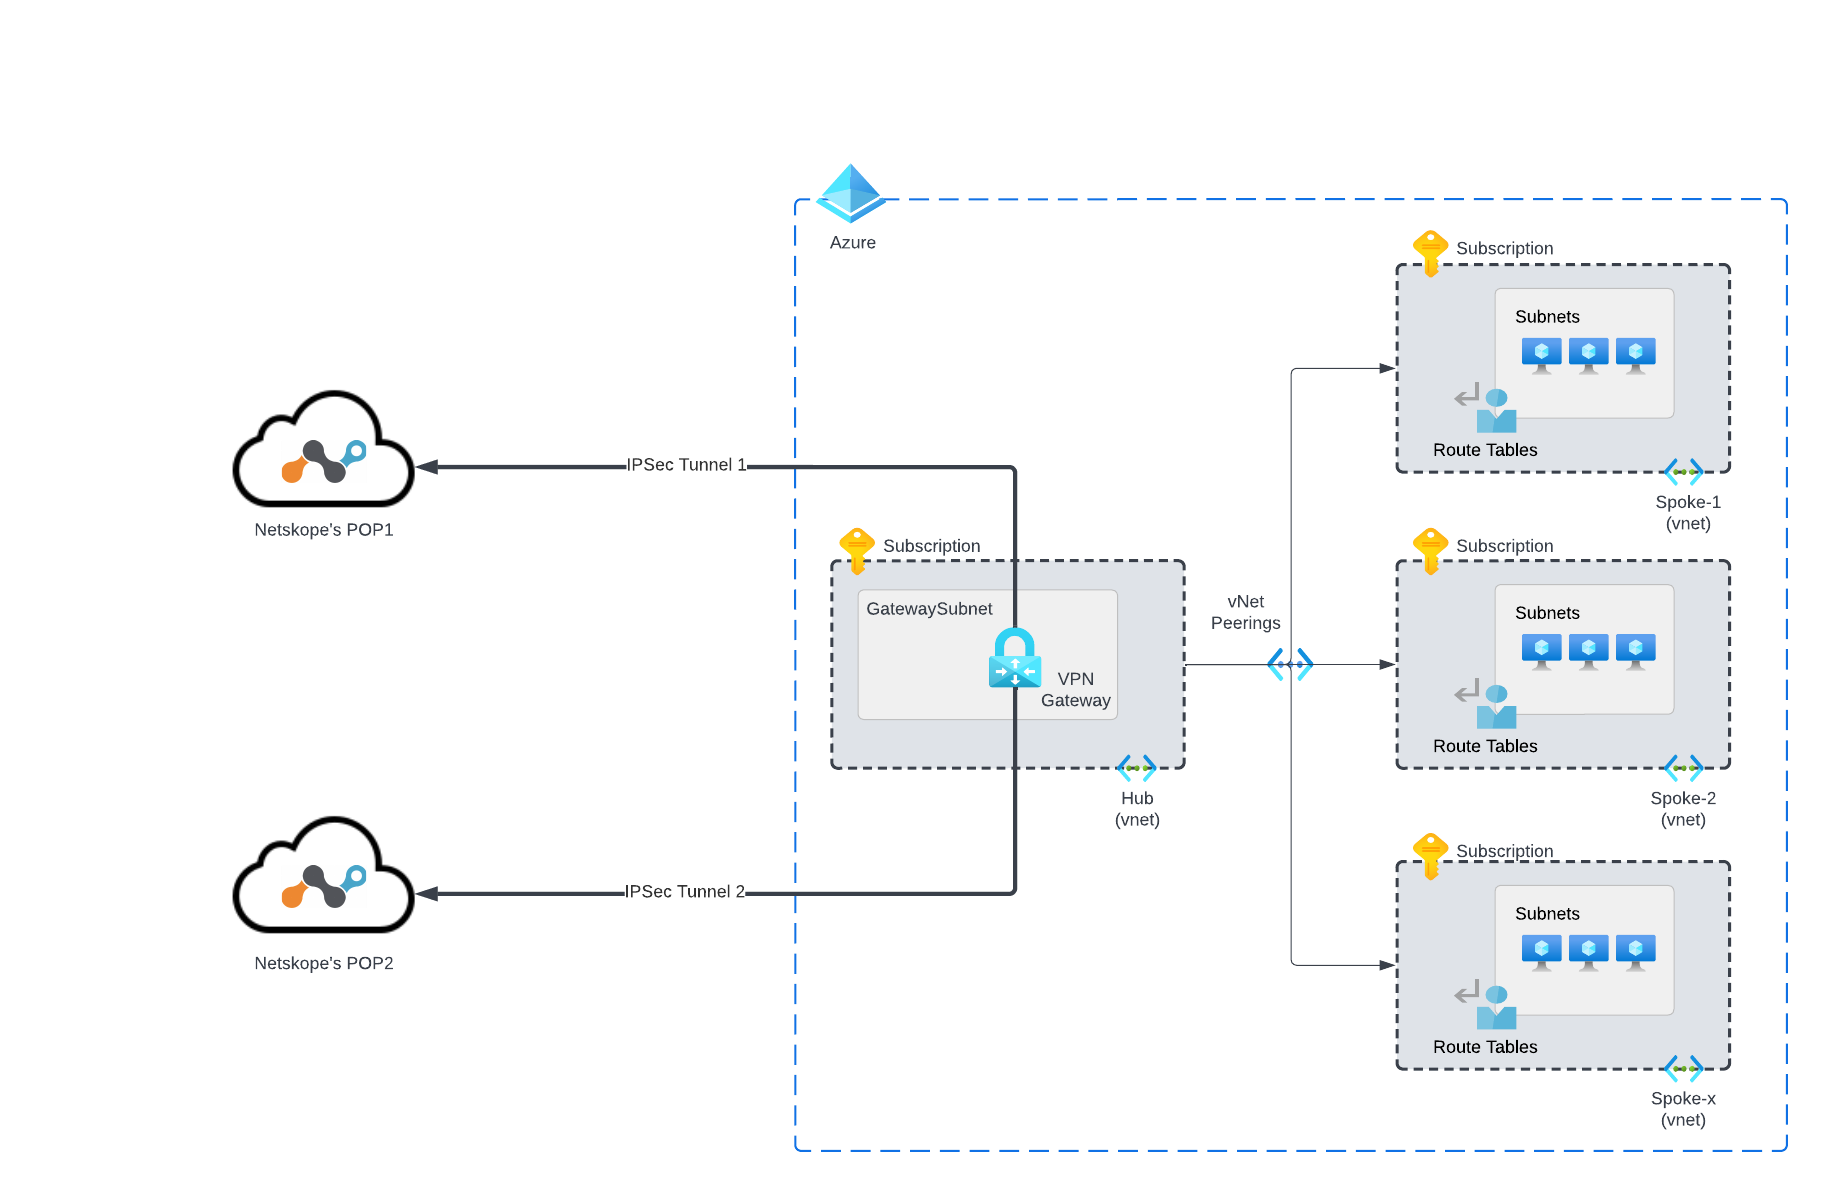 Azure
Subscription
Subnets
Route Tables
Spoke-1
(vnet)
IPSec Tunnel 1
Netskope's POP1
Subscription
GatewaySubnet
VPN
Gateway
Hub
(vnet)
vNet
Peerings
Subscription
Subnets
Route Tables
Spoke-2
(vnet)
IPSec Tunnel 2
Netskope's POP2
Subscription
Subnets
Route Tables
Spoke-x
(vnet)